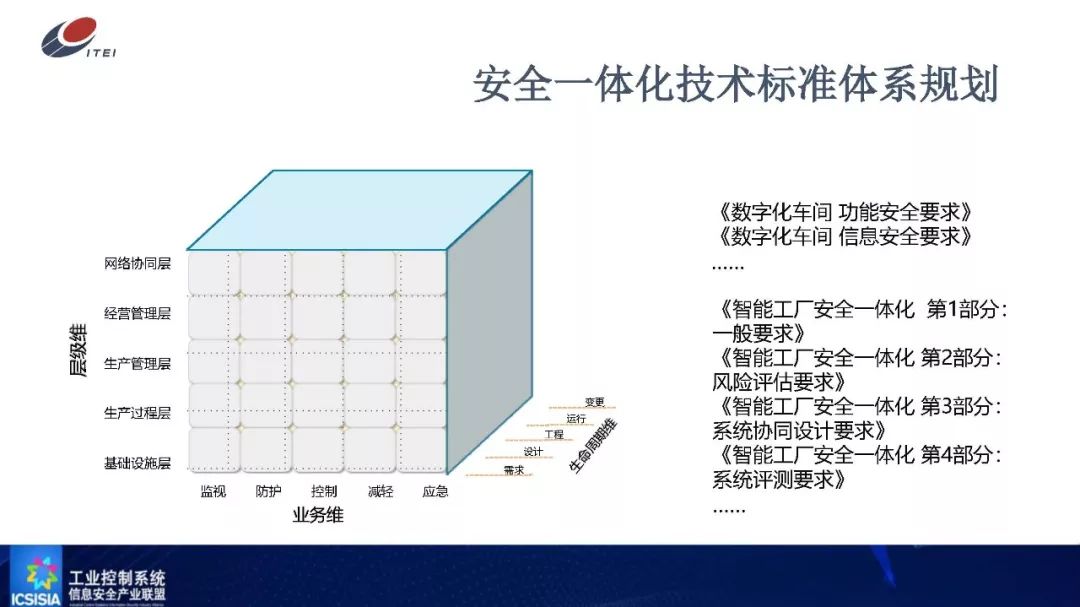 ITEI
安全一体化技术标准体系规划
《数字化车间 功能安全要求》
《数字化车间 信息安全要求》
……
《智能工厂安全一体化 第1部分：
一般要求》
《智能工厂安全一体化 第2部分：
风险评估要求》
《智能工厂安全一体化 第3部分：
系统协同设计要求》
《智能工厂安全一体化 第4部分：
系统评测要求》
……
层级维
网络协同层
经营管理层
生产管理层
生产过程层
基础设施层
监视 防护 控制 减轻 应急
业务维
变更
运行
工程
设计
需求
生命周期维
ICSISIA
工业控制系统
信息安全产业联盟